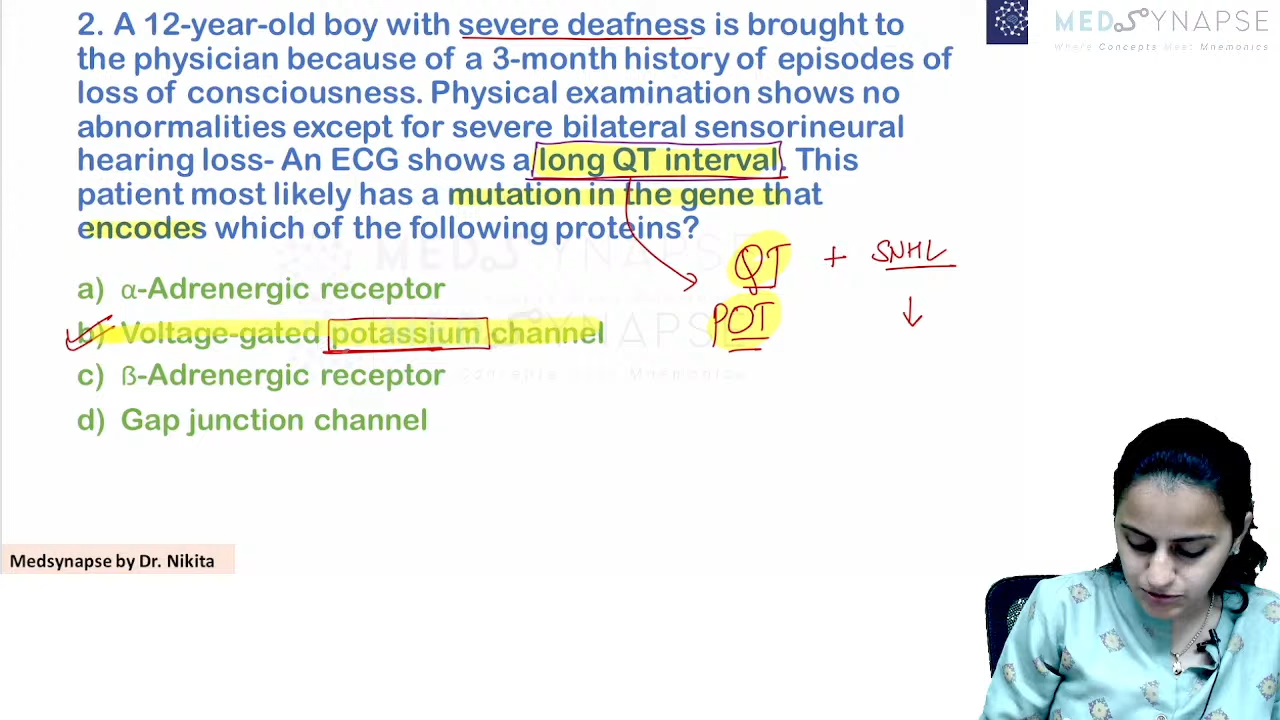 2. A 12-year-old boy with severe deafness is brought to
the physician because of a 3-month history of episodes of
loss of consciousness. Physical examination shows no
abnormalities except for severe bilateral sensorineural
hearing loss- An ECG shows a long QT interval. This
patient most likely has a mutation in the gene that
encodes which of the following proteins?
QT + SNHL
a) α-Adrenergic receptor
POT
b) Voltage-gated potassium channel
c) ß-Adrenergic receptor
d) Gap junction channel
Medsynapse by Dr. Nikita
MEDSYNAPSE
Where Concepts Meet Mnemonics
MEDSYNAPSE